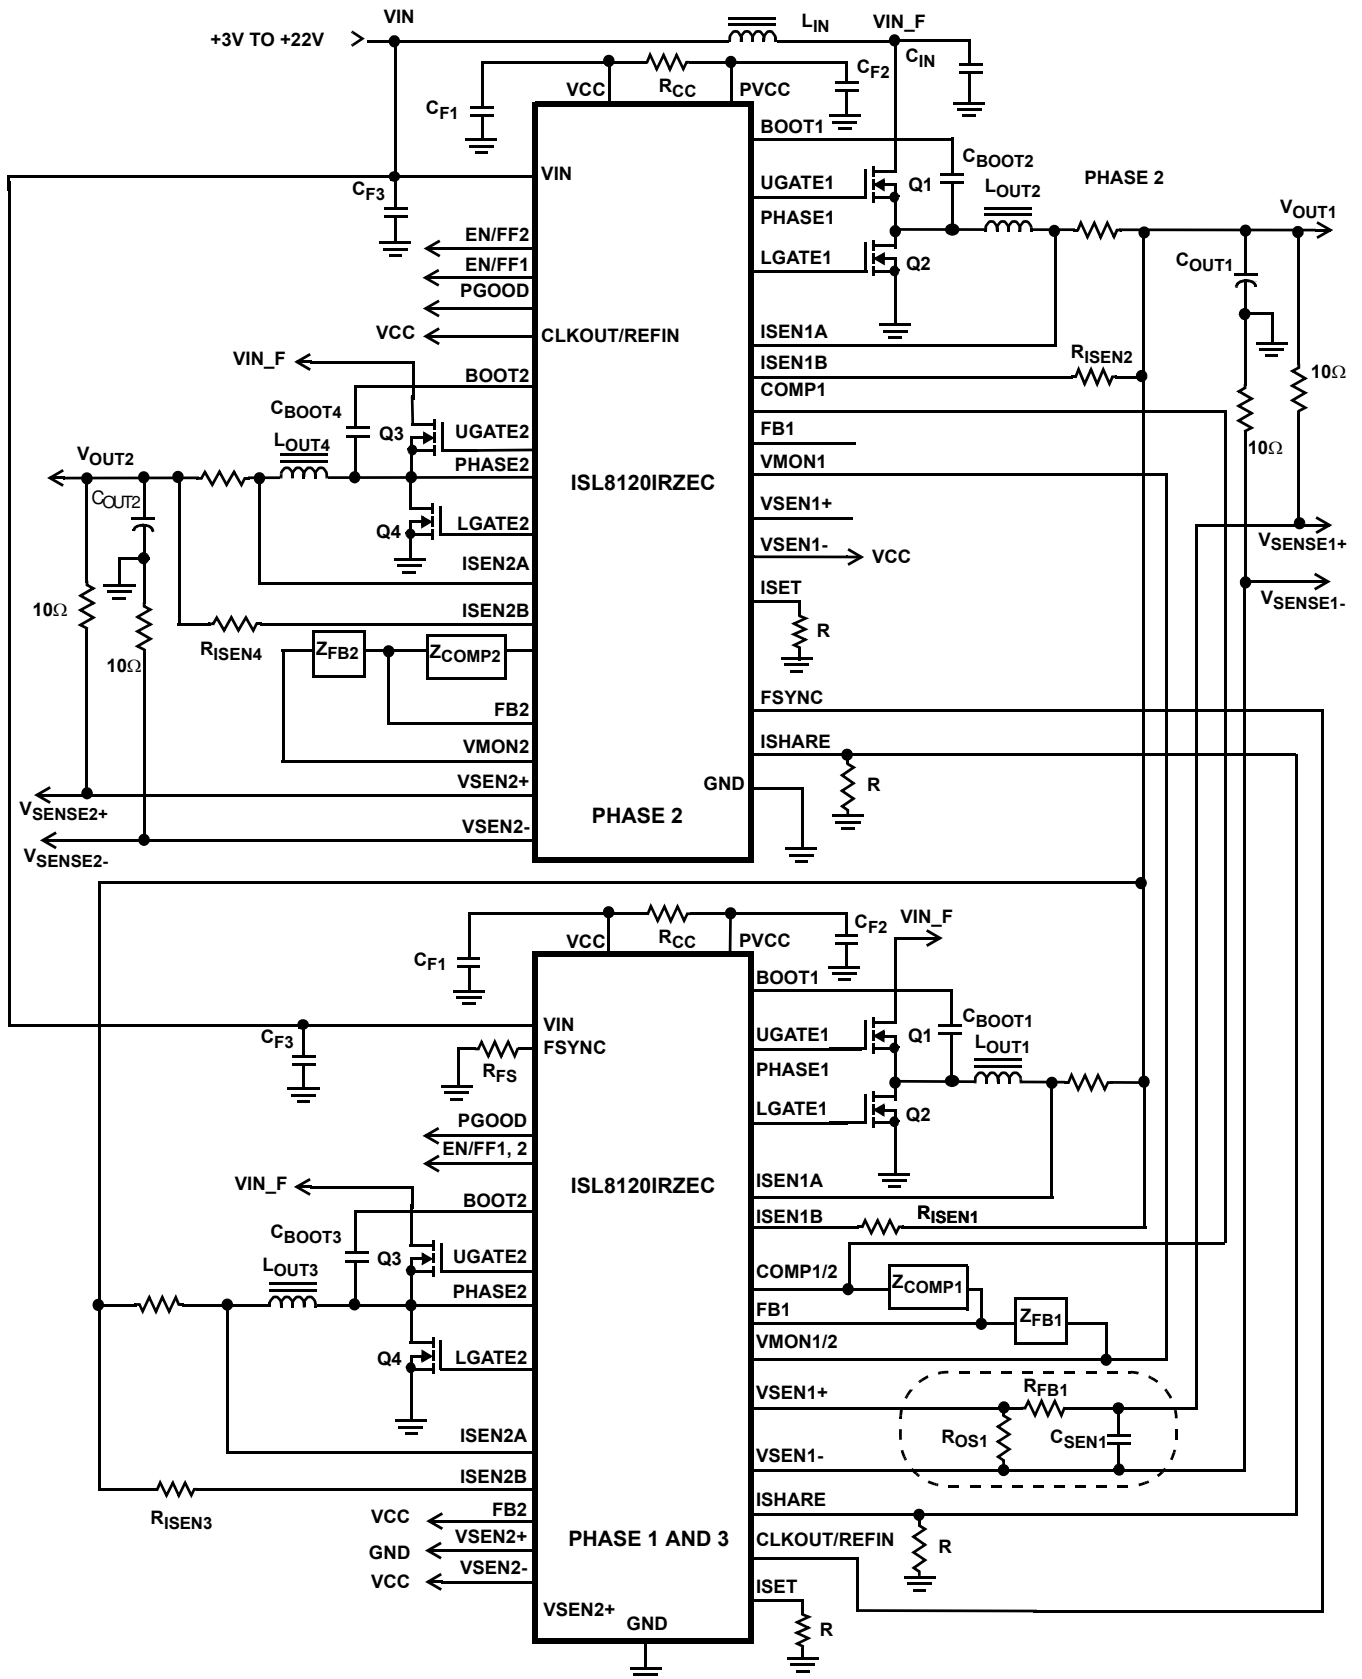 VIN
LIN
VIN_F
+3V TO +22V
CIN
CF2
VCC
RCC
PVCC
CF1
BOOT1
CBOOT2
VIN
CF3
UGATE1
Q1
LOUT2
PHASE 2
VOUT1
PHASE1
EN/FF2
LGATE1
Q2
COUT1
EN/FF1
PGOOD
VCC
CLKOUT/REFIN
ISEN1A
VIN_F
ISEN1B
RISEN2
BOOT2
COMP1
10Ω
CBOOT4
Q3
UGATE2
FB1
10Ω
VOUT2
LOUT4
PHASE2
VMON1
ISL8120IRZEC
COUT2
VSEN1+
Q4
LGATE2
VSENSE1+
VSEN1-
VCC
ISEN2A
ISET
VSENSE1-
10Ω
ISEN2B
R
RISEN4
ZFB2
ZCOMP2
10Ω
FB2
FSYNC
VMON2
ISHARE
VSEN2+
GND
R
VSENSE2+
PHASE 2
VSEN2-
VSENSE2-
VCC
RCC
PVCC
CF2
VIN_F
CF1
BOOT1
VIN
CF3
FSYNC
RFS
UGATE1
Q1
CBOOT1
LOUT1
PHASE1
PGOOD
LGATE1
Q2
EN/FF1, 2
VIN_F
ISL8120IRZEC
ISEN1A
BOOT2
ISEN1B
RISEN1
CBOOT3
Q3
UGATE2
COMP1/2
ZCOMP1
LOUT3
PHASE2
FB1
ZFB1
VMON1/2
Q4
LGATE2
VSEN1+
RFB1
ISEN2A
ROS1
CSEN1
VSEN1-
ISEN2B
ISHARE
RISEN3
VCC
FB2
GND
VSEN2+
PHASE 1 AND 3
CLKOUT/REFIN
R
VCC
VSEN2-
ISET
VSEN2+
GND
R